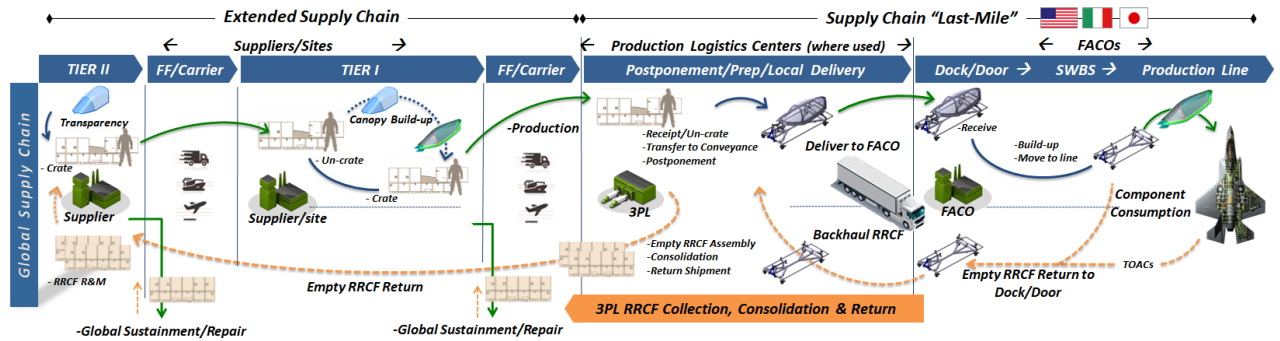 Extended Supply Chain
Supply Chain “Last-Mile”
Suppliers/Sites
Production Logistics Centers (where used)
FACOs
TIER II
FF/Carrier
TIER I
FF/Carrier
Postponement/Prep/Local Delivery
Dock/Door →
SWBS →
Production Line
Global Supply Chain
Transparency
- Crate
Supplier
- RRCF R&M
-Global Sustainment/Repair
Canopy Build-up
- Un-crate
- Crate
Supplier/site
Empty RRCF Return
-Global Sustainment/Repair
-Production
-Receipt/Un-crate
-Transfer to Conveyance
-Postponement
Deliver to FACO
3PL
Backhaul RRCF
-Empty RRCF Assembly
-Consolidation
-Return Shipment
3PL RRCF Collection, Consolidation & Return
-Receive
-Build-up
-Move to line
FACO
Component
Consumption
TOACs
Empty RRCF Return to
Dock/Door